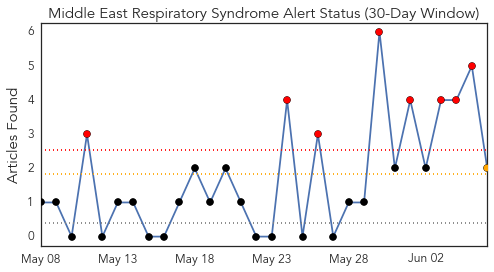 Middle East Respiratory Syndrome Alert Status (30-Day Window)
Articles Found
6
5
4
3
2
1
0
May 08 May 13 May 18 May 23 May 28 Jun 02